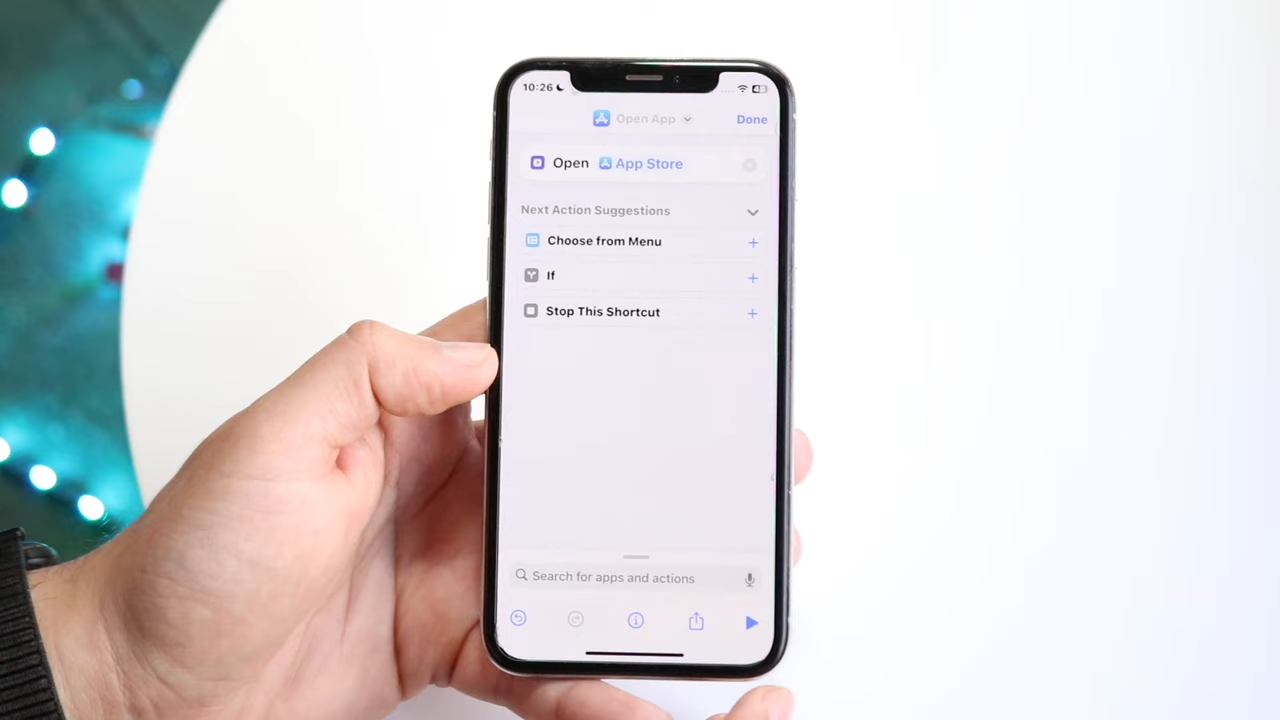 10:26
Open App
Done
Open App Store
Next Action Suggestions
Choose from Menu
If
Stop This Shortcut
Search for apps and actions